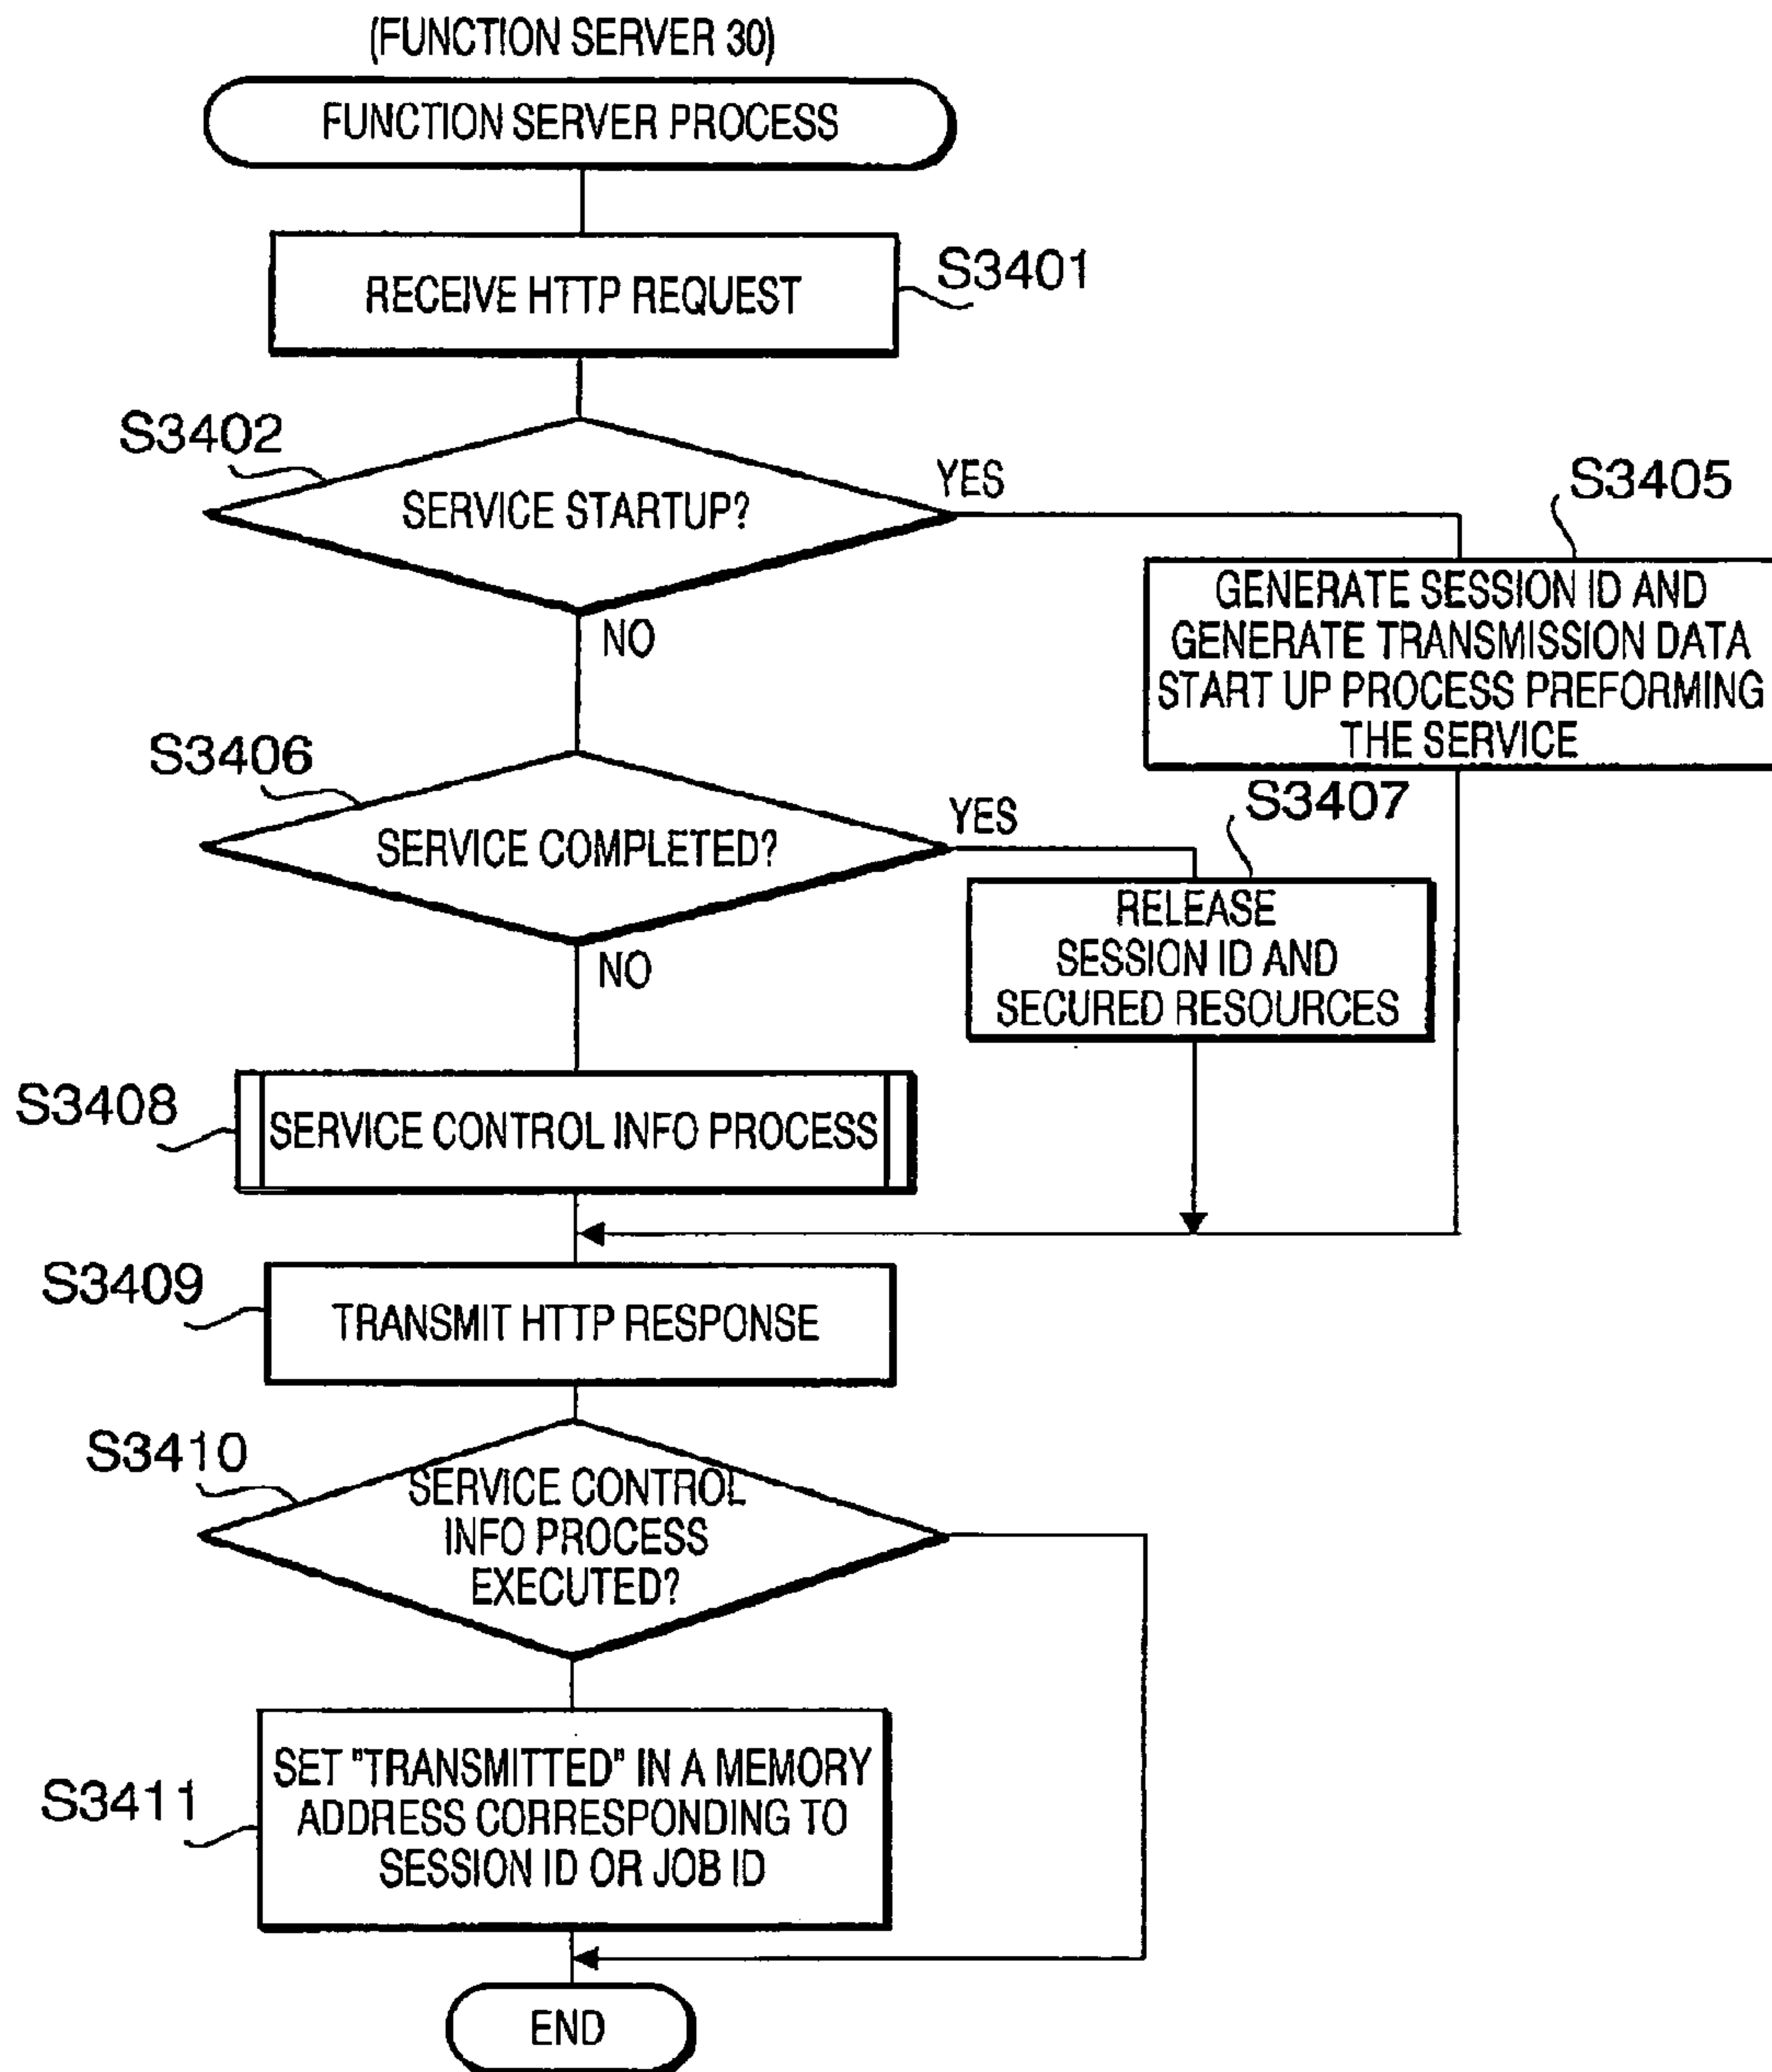 (FUNCTION SERVER 30)
FUNCTION SERVER PROCESS
RECEIVE HTTP REQUEST
S3401
S3402
SERVICE STARTUP?
YES
NO
S3405
GENERATE SESSION ID AND
GENERATE TRANSMISSION DATA
START UP PROCESS PREFORMING
THE SERVICE
S3406
SERVICE COMPLETED?
YES
NO
S3407
RELEASE
SESSION ID AND
SECURED RESOURCES
S3408
SERVICE CONTROL INFO PROCESS
S3409
TRANSMIT HTTP RESPONSE
S3410
SERVICE CONTROL
INFO PROCESS
EXECUTED?
S3411
SET "TRANSMITTED" IN A MEMORY
ADDRESS CORRESPONDING TO
SESSION ID OR JOB ID
END